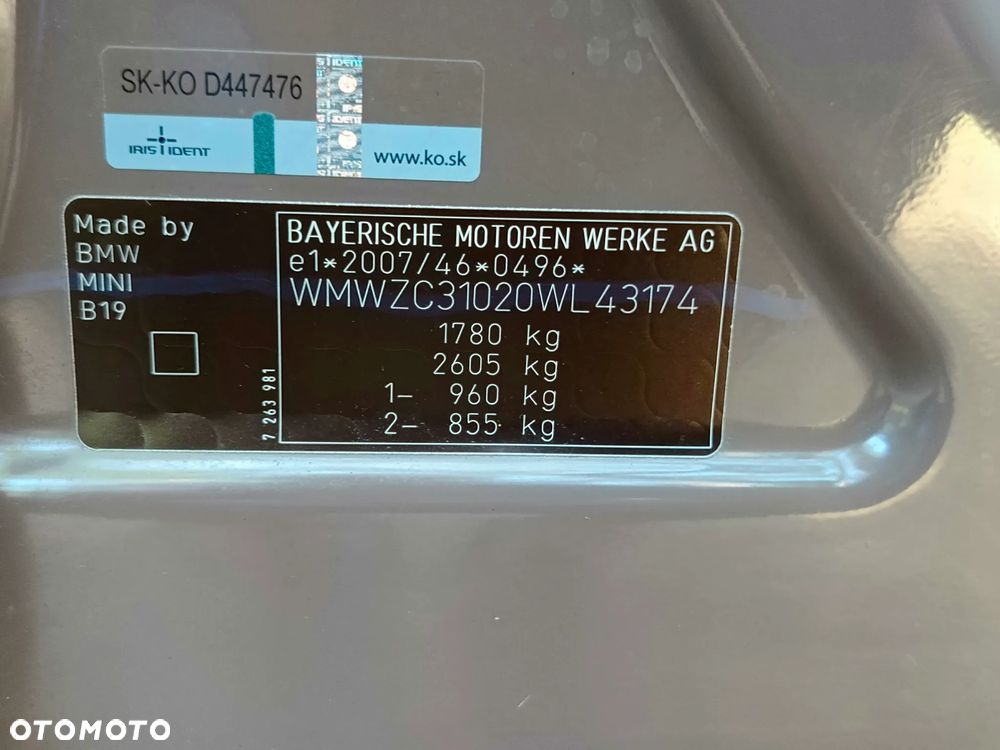 SK-KO D447476
IRIS IDENT
www.ko.sk
Made by
BMW
MINI
B19
7 263 981
BAYERISCHE MOTOREN WERKE AG
e1*2007/46*0496*
WMWZC31020WL43174
1780 kg
2605 kg
1- 960 kg
2- 855 kg
OTOMOTO